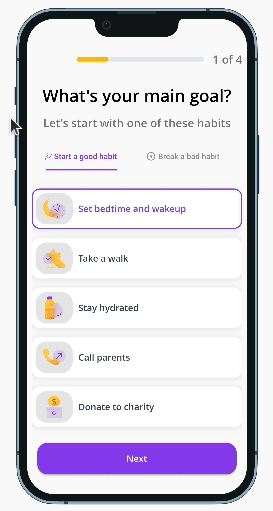 1 of 4
What's your main goal?
Let's start with one of these habits
Start a good habit
Break a bad habit
Set bedtime and wakeup
Take a walk
Stay hydrated
Call parents
Donate to charity
Next